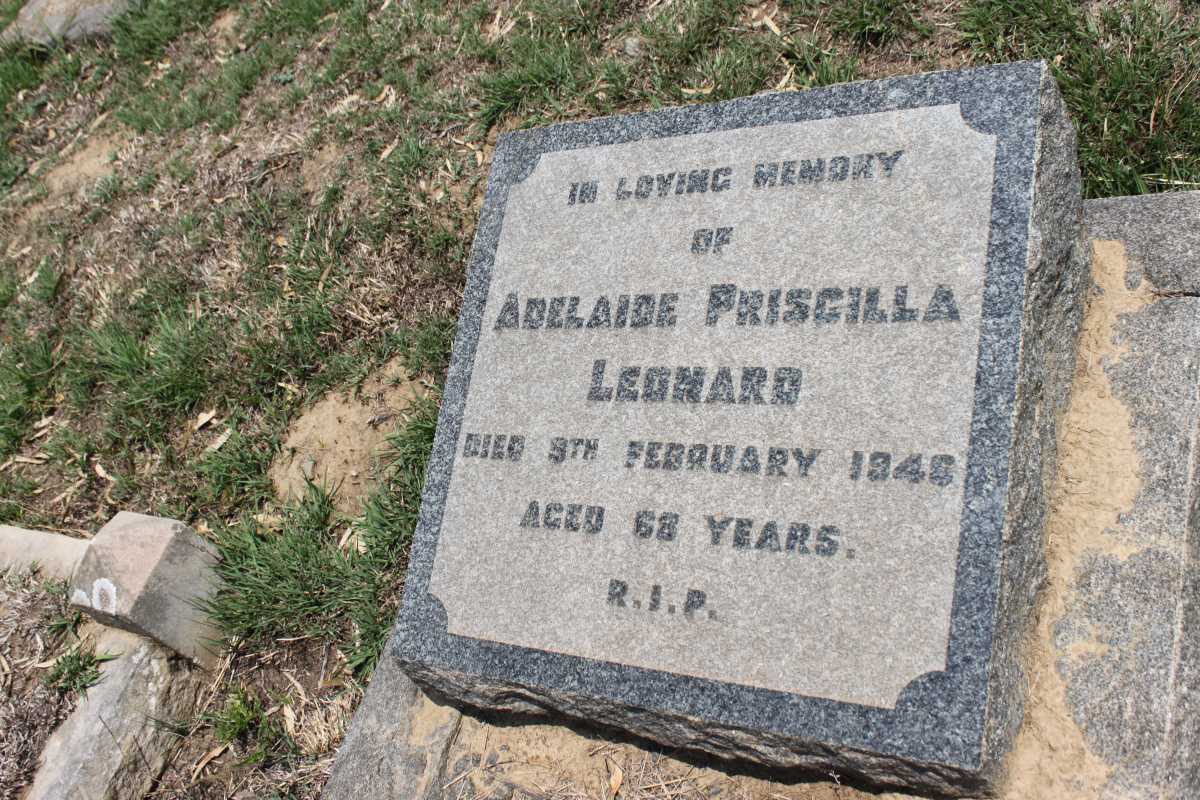 IN LOVING MEMORY
OF
ADELAIDE PRISCILLA
LEONARD
DIED 9TH FEBRUARY 1946
AGED 68 YEARS.
R.I.P.